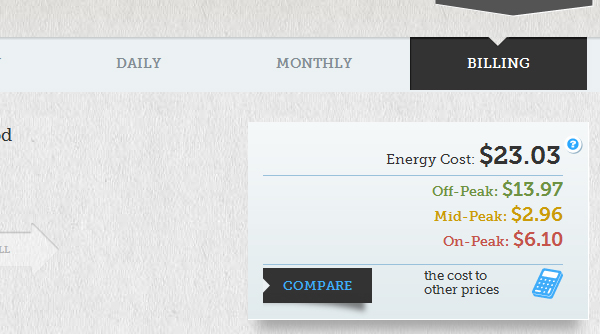 DAILY MONTHLY BILLING
Energy Cost: $23.03 ?
Off-Peak: $13.97
Mid-Peak: $2.96
On-Peak: $6.10
COMPARE
the cost to
other prices